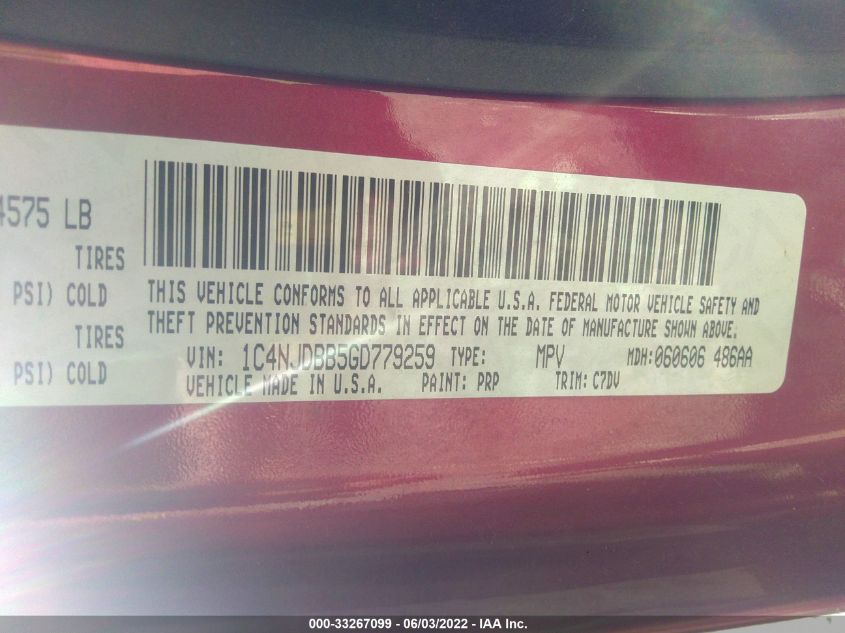 4575 LB
TIRES
PSI) COLD
TIRES
PSI) COLD
THIS VEHICLE CONFORMS TO ALL APPLICABLE U.S.A. FEDERAL MOTOR VEHICLE SAFETY AND
THEFT PREVENTION STANDARDS IN EFFECT ON THE DATE OF MANUFACTURE SHOWN ABOVE.
VIN: 1C4NJDBB5GD779259 TYPE: MPV MDH:060606 486AA
VEHICLE MADE IN U.S.A. PAINT: PRP TRIM: C7DV
000-33267099 - 06/03/2022 - IAA Inc.